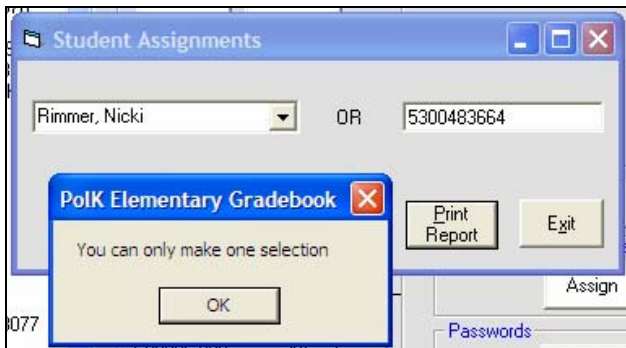 Student Assignments
Rimmer, Nicki OR 5300483664
PolK Elementary Gradebook
You can only make one selection
OK
Print
Report
Exit
Assign
3077
Passwords